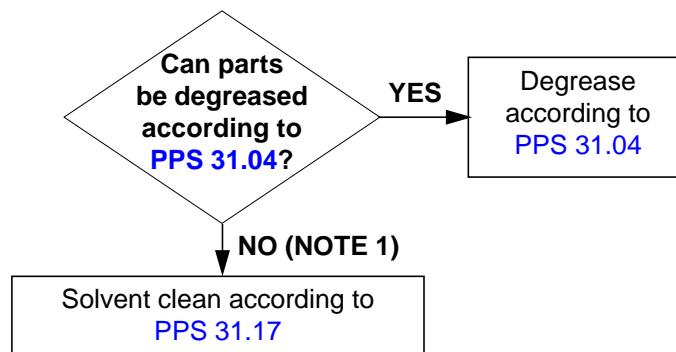 Can parts
be degreased
according to
PPS 31.04?
YES
Degrease
according to
PPS 31.04
NO (NOTE 1)
Solvent clean according to
PPS 31.17